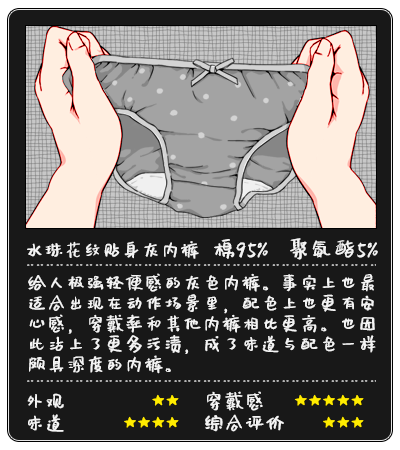 水珠花纹贴身灰内裤 棉95% 聚氨酯5%
给人极强轻便感的灰色内裤。事实上也最
适合出现在动作场景里，配色上也更有安
心感，穿戴率和其他内裤相比更高。也因
此沾上了更多污渍，成了味道与配色一样
颇具深度的内裤。
外观 ★★ 穿戴感 ★★★★★
味道 ★★★★ 综合评价 ★★★